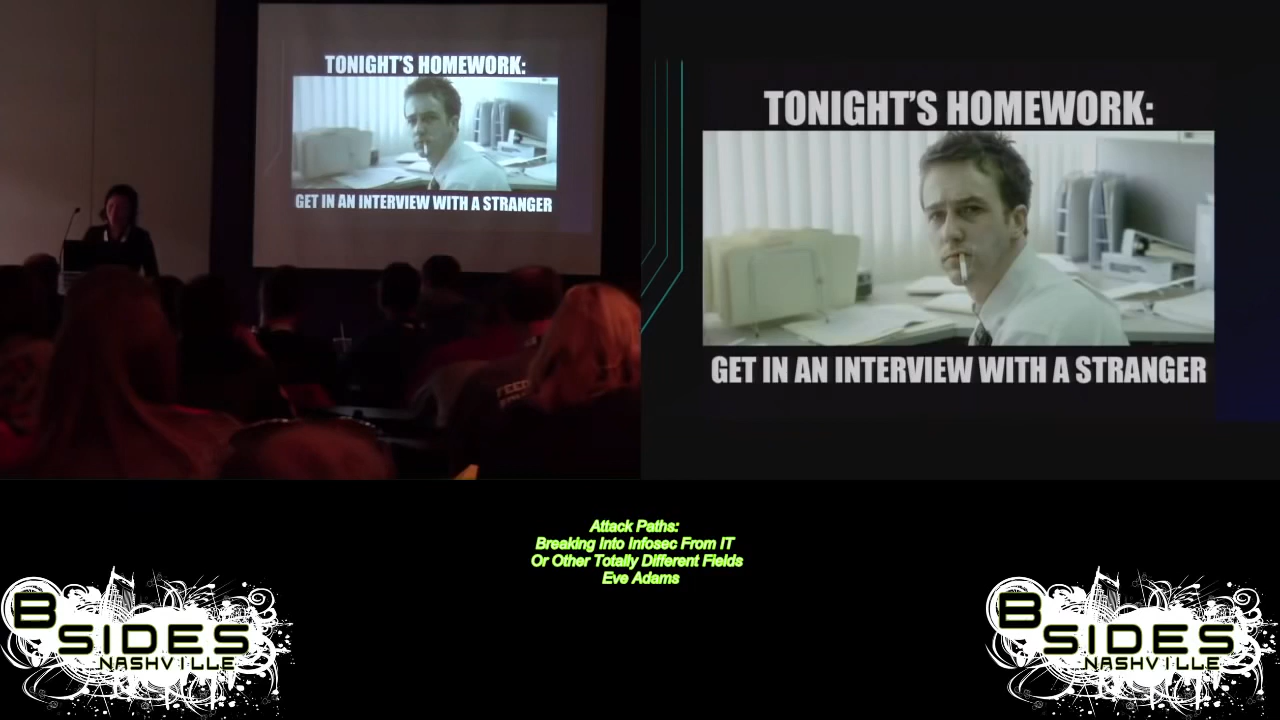 TONIGHT'S HOMEWORK:
GET IN AN INTERVIEW WITH A STRANGER
TONIGHT'S HOMEWORK:
GET IN AN INTERVIEW WITH A STRANGER
Attack Paths:
Breaking Into Infosec From IT
Or Other Totally Different Fields
Eve Adams
B
SIDES
NASHVILLE
B
SIDES
NASHVILLE